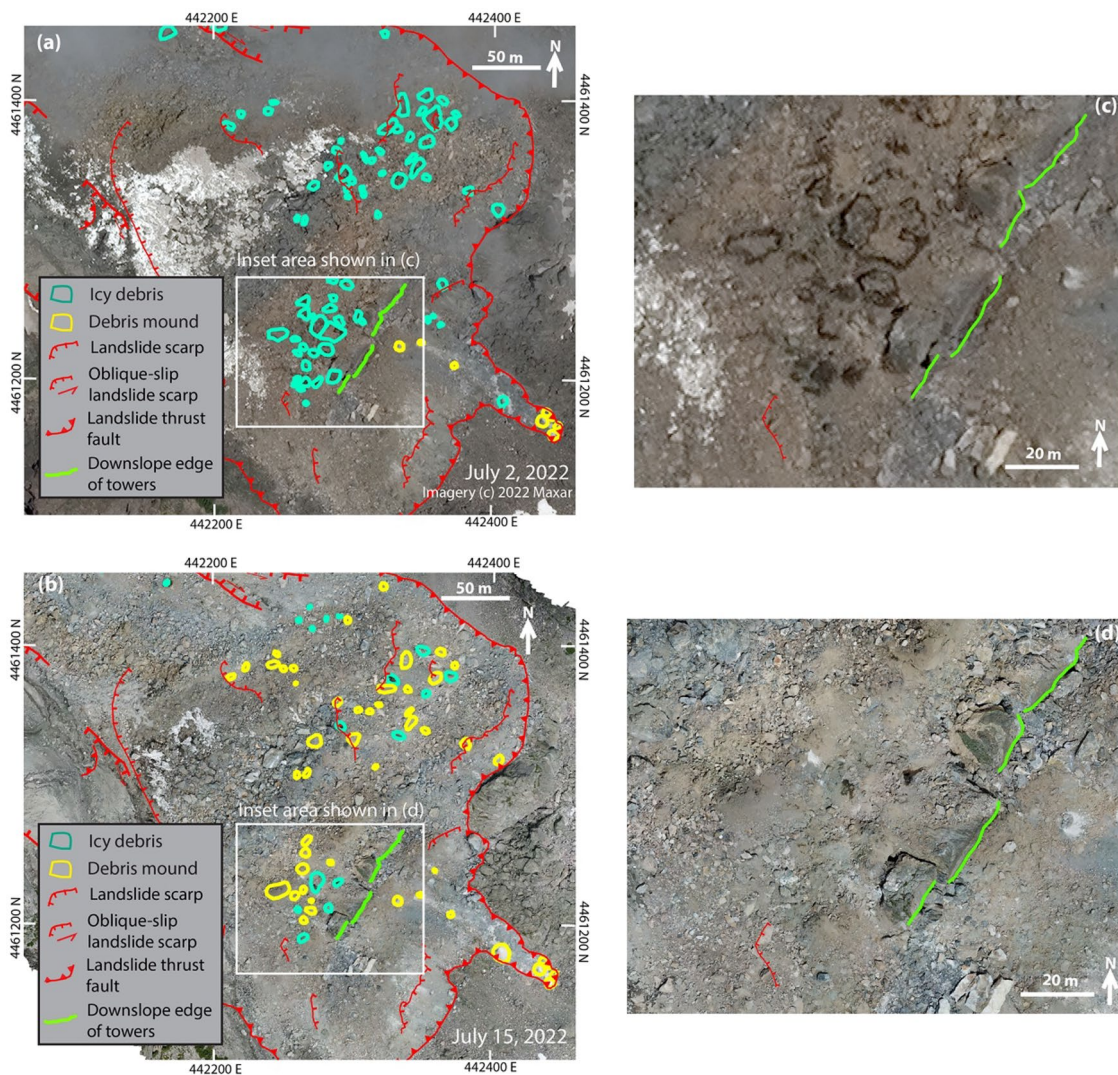 442200 E
442400 E
(a)
50 m
N
4461400 N
4461400 N
Inset area shown in (c)
Icy debris
Debris mound
Landslide scarp
Oblique-slip
landslide scarp
Landslide thrust
fault
Downslope edge
of towers
4461200 N
4461200 N
July 2, 2022
Imagery (c) 2022 Maxar
442200 E
442400 E
(c)
N
20 m
442200 E
442400 E
(b)
50 m
N
4461400 N
4461400 N
Inset area shown in (d)
Icy debris
Debris mound
Landslide scarp
Oblique-slip
landslide scarp
Landslide thrust
fault
Downslope edge
of towers
4461200 N
4461200 N
July 15, 2022
442200 E
442400 E
(d)
N
20 m